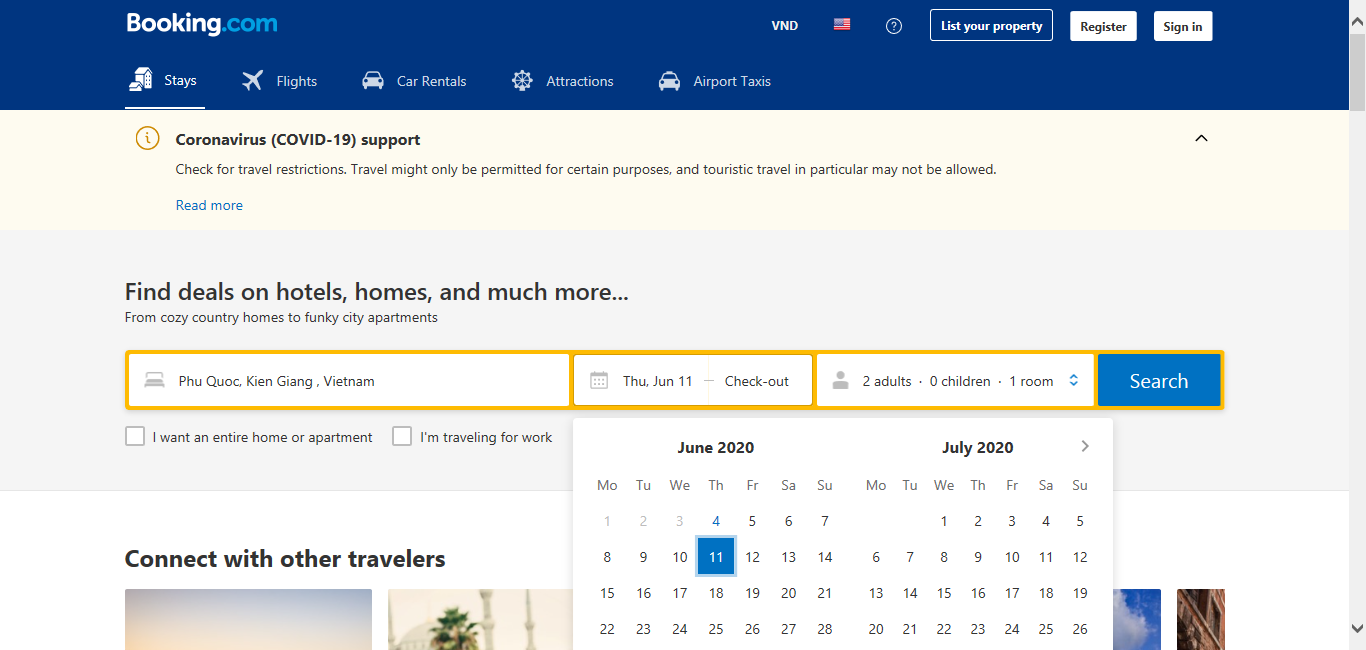 Booking.com
VND
List your property
Register
Sign in
Stays
Flights
Car Rentals
Attractions
Airport Taxis
Coronavirus (COVID-19) support
Check for travel restrictions. Travel might only be permitted for certain purposes, and touristic travel in particular may not be allowed.
Read more
Find deals on hotels, homes, and much more...
From cozy country homes to funky city apartments
Phu Quoc, Kien Giang , Vietnam
Thu, Jun 11 — Check-out
2 adults · 0 children · 1 room
Search
I want an entire home or apartment
I'm traveling for work
June 2020
Mo Tu We Th Fr Sa Su
1 2 3 4 5 6 7
8 9 10 11 12 13 14
15 16 17 18 19 20 21
22 23 24 25 26 27 28
July 2020
Mo Tu We Th Fr Sa Su
1 2 3 4 5
6 7 8 9 10 11 12
13 14 15 16 17 18 19
20 21 22 23 24 25 26
Connect with other travelers